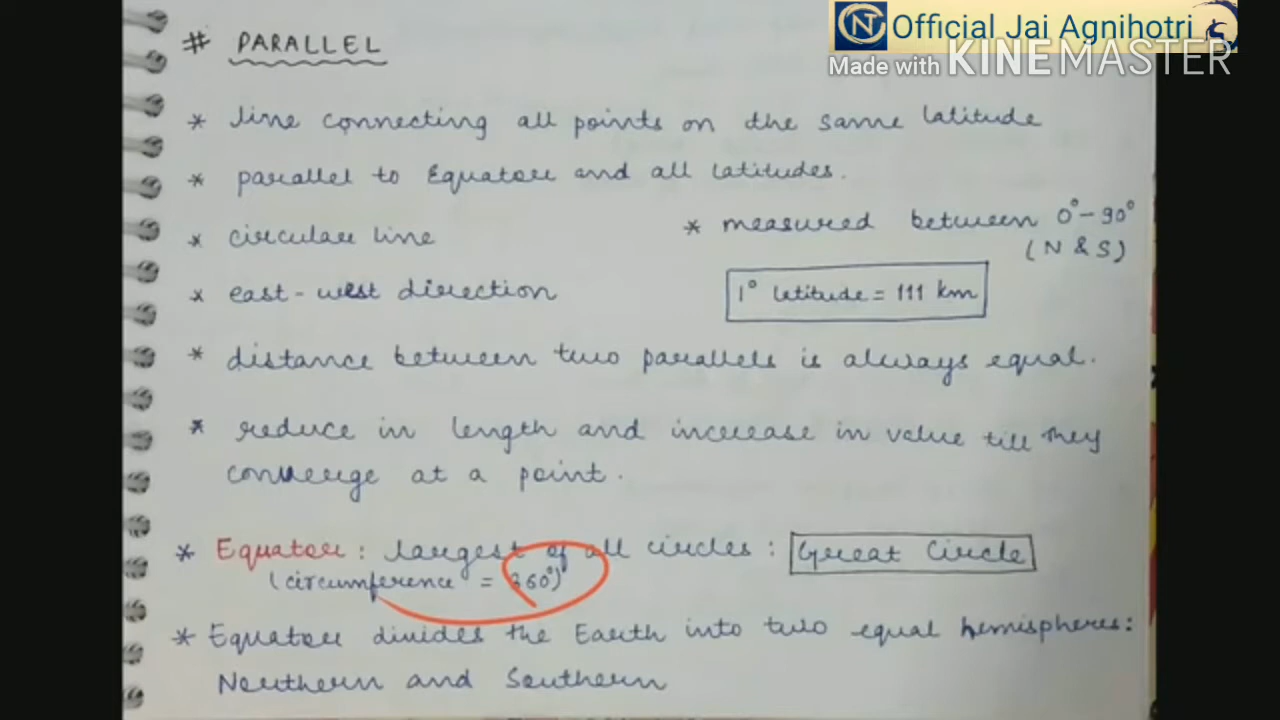 Official Jai Agnihotri
Made with KINEMASTER
# PARALLEL
* line connecting all points on the same latitude
* parallel to Equator and all latitudes.
* circular line
* measured between 0° - 90°
(N & S)
* east-west direction
1° latitude = 111 km
* distance between two parallels is always equal.
* reduce in length and increase in value till they
converge at a point.
* Equator: largest of all circles: Great Circle
(circumference = 360°)
* Equator divides the Earth into two equal hemispheres:
Northern and Southern